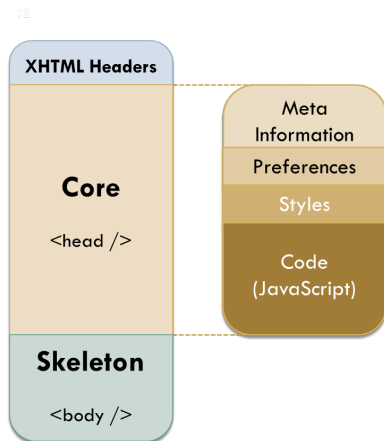 12
XHTML Headers
Core
<head />
Skeleton
<body />
Meta
Information
Preferences
Styles
Code
(JavaScript)